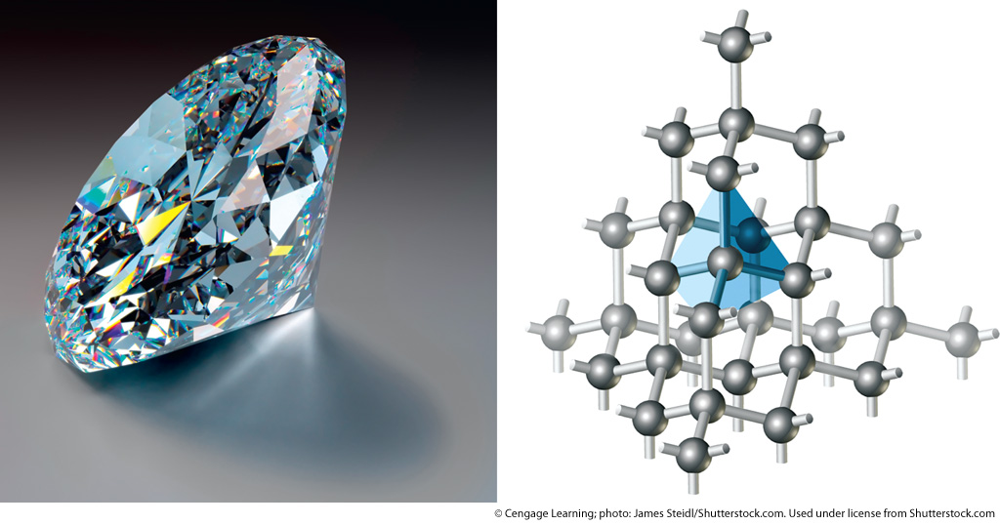 © Cengage Learning; photo: James Steidl/Shutterstock.com. Used under license from Shutterstock.com